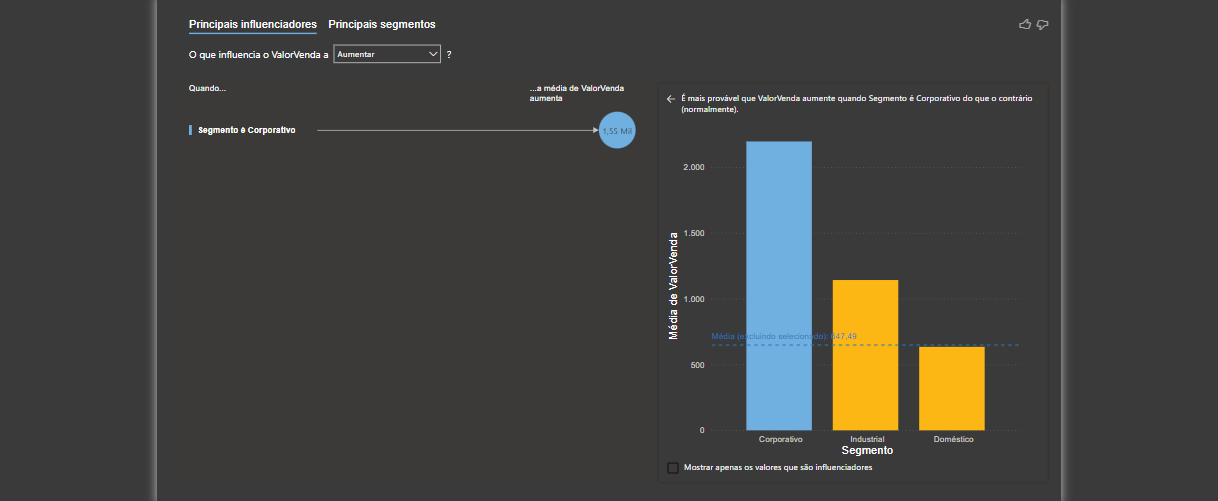 Principais influenciadores Principais segmentos
O que influencia o ValorVenda a Aumentar ?
Quando...
...a média de ValorVenda
aumenta
Segmento é Corporativo
1,55 Mil
É mais provável que ValorVenda aumente quando Segmento é Corporativo do que o contrário
(normalmente).
Média de ValorVenda
2.000
1.500
1.000
500
0
Média (excluindo selecionado): 647,49
Corporativo Industrial Doméstico
Segmento
Mostrar apenas os valores que são influenciadores